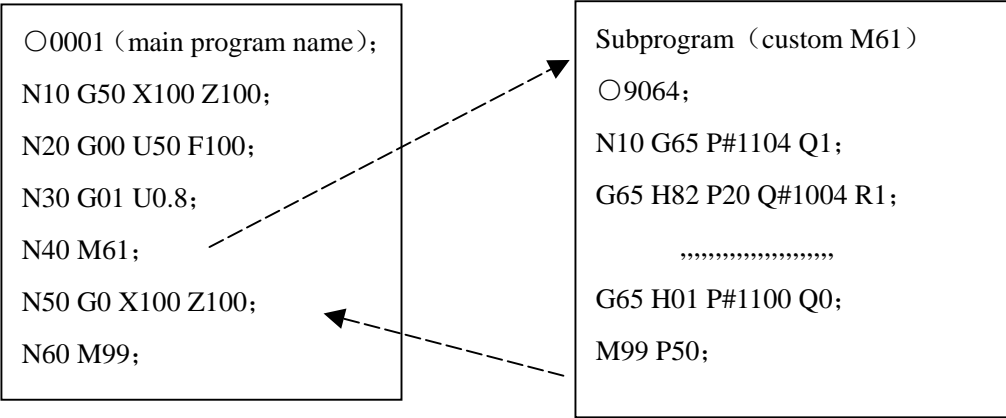 ○0001（main program name）；
N10 G50 X100 Z100；
N20 G00 U50 F100；
N30 G01 U0.8；
N40 M61；
N50 G0 X100 Z100；
N60 M99；
Subprogram（custom M61）
○9064；
N10 G65 P#1104 Q1；
G65 H82 P20 Q#1004 R1；
,,,,,,,,,,,,,,,,,,,,,,
G65 H01 P#1100 Q0；
M99 P50；